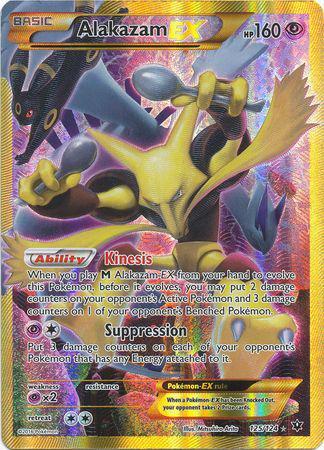 BASIC
Alakazam EX
HP160
Ability Kinesis
When you play M Alakazam-EX from your hand to evolve
this Pokémon, before it evolves, you may put 2 damage
counters on your opponent's Active Pokémon and 3 damage
counters on 1 of your opponent's Benched Pokémon.
Suppression
Put 3 damage counters on each of your opponent's
Pokémon that has any Energy attached to it.
weakness resistance
×2
retreat
Pokémon-EX rule
When a Pokémon-EX has been Knocked Out,
your opponent takes 2 Prize cards.
©2016 Pokémon
Illus. Mitsuhiro Arita
125/124